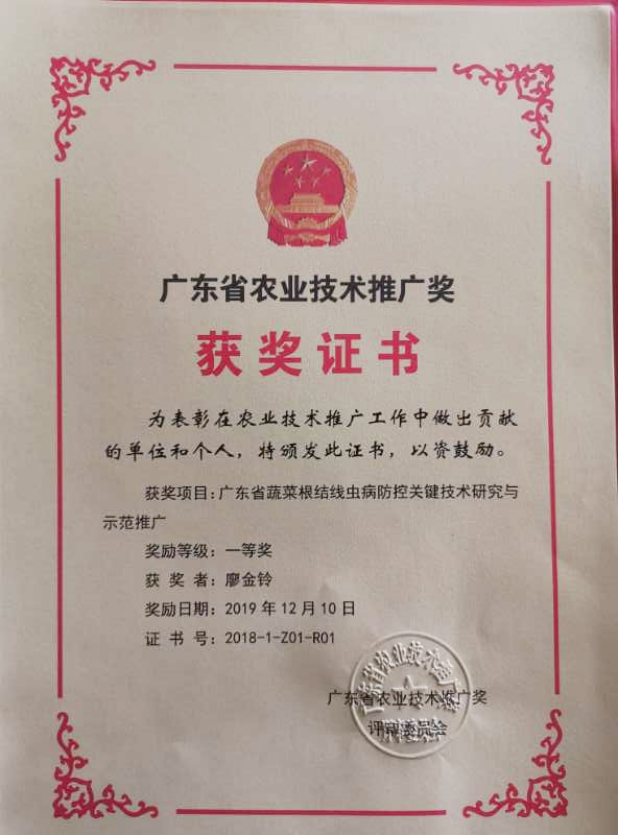 广东省农业技术推广奖
获奖证书
为表彰在农业技术推广工作中做出贡献
的单位和个人，特颁发此证书，以资鼓励。
获奖项目：广东省蔬菜根结线虫病防控关键技术研究与
示范推广
奖励等级：一等奖
获 奖 者：廖金铃
奖励日期：2019 年 12 月 10 日
证 书 号：2018-1-Z01-R01
广东省农业技术推广奖
评审委员会